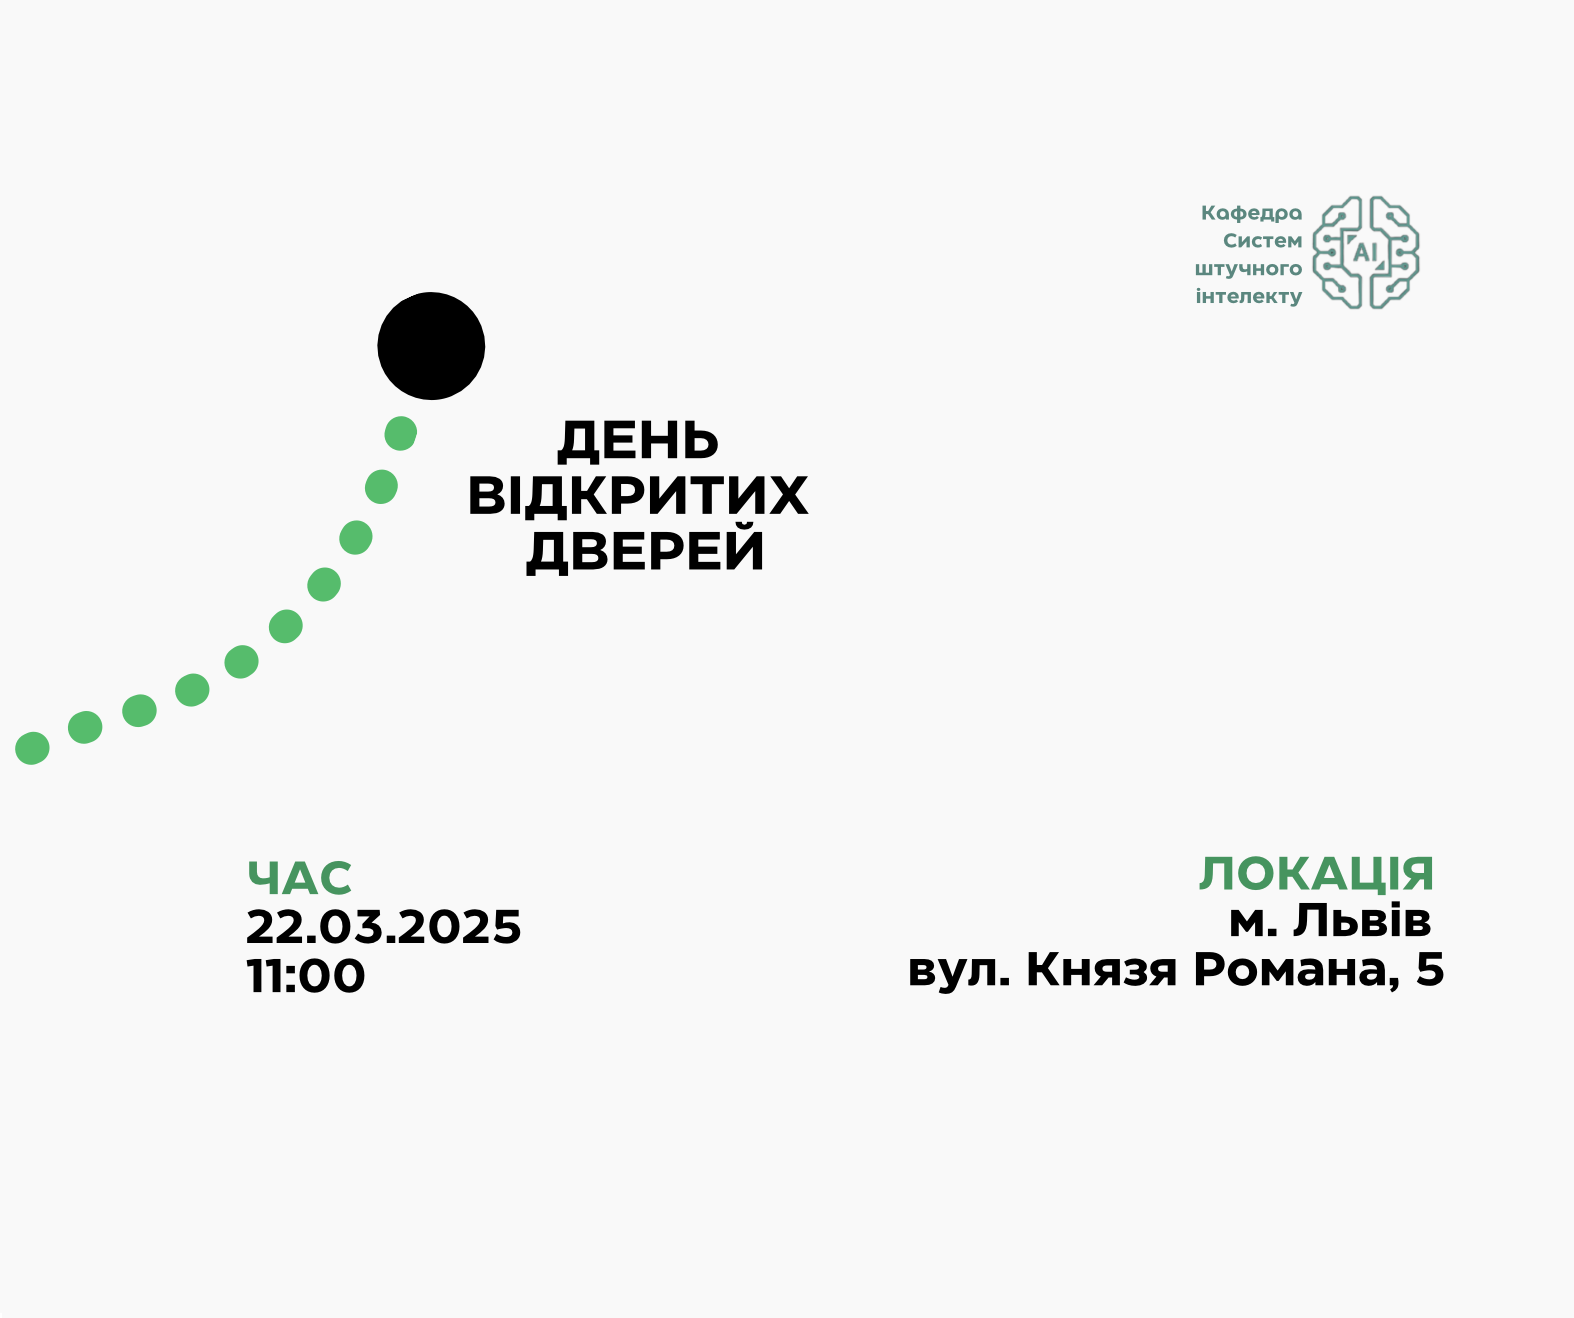 Кафедра
Систем
штучного
інтелекту
AI
ДЕНЬ
ВІДКРИТИХ
ДВЕРЕЙ
ЧАС
22.03.2025
11:00
ЛОКАЦІЯ
м. Львів
вул. Князя Романа, 5